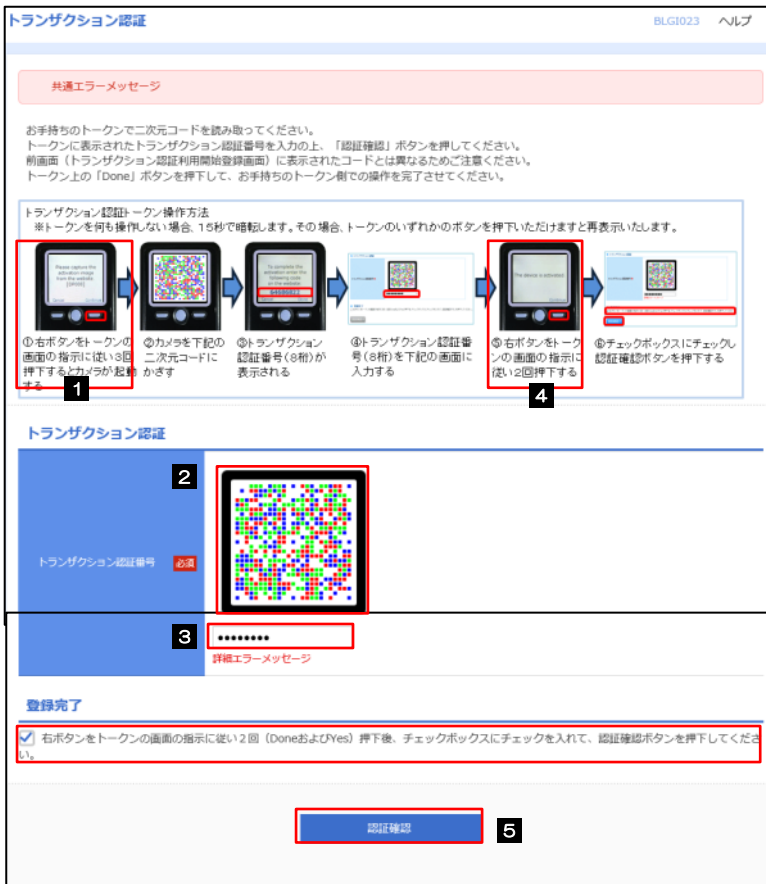 トランザクション認証
BLGI023 ヘルプ
共通エラーメッセージ
お手持ちのトークンで二次元コードを読み取ってください。
トークンに表示されたトランザクション認証番号を入力の上、「認証確認」ボタンを押してください。
前画面（トランザクション認証利用開始登録画面）に表示されたコードとは異なるためご注意ください。
トークン上の「Done」ボタンを押下して、お手持ちのトークン側での操作を完了させてください。
トランザクション認証トークン操作方法
※トークンを何も操作しない場合、15秒で暗転します。その場合、トークンのいずれかのボタンを押下いただけますと再表示いたします。
Please capture the
activation image
from the website
To complete the
activation enter the
following code
on the website
The device is activated.
①右ボタンをトークンの
画面の指示に従い3回
押下するとカメラが起動
する
1
②カメラを下記の
二次元コードに
かざす
③トランザクション
認証番号(8桁)が
表示される
④トランザクション認証番
号(8桁)を下記の画面に
入力する
⑤右ボタンをトーク
ンの画面の指示に
従い2回押下する
4
⑥チェックボックスにチェックし
認証確認ボタンを押下する
トランザクション認証
2
トランザクション認証番号 必須
3
••••••••
詳細エラーメッセージ
登録完了
右ボタンをトークンの画面の指示に従い２回（DoneおよびYes）押下後、チェックボックスにチェックを入れて、認証確認ボタンを押下してくださ
い。
認証確認
5